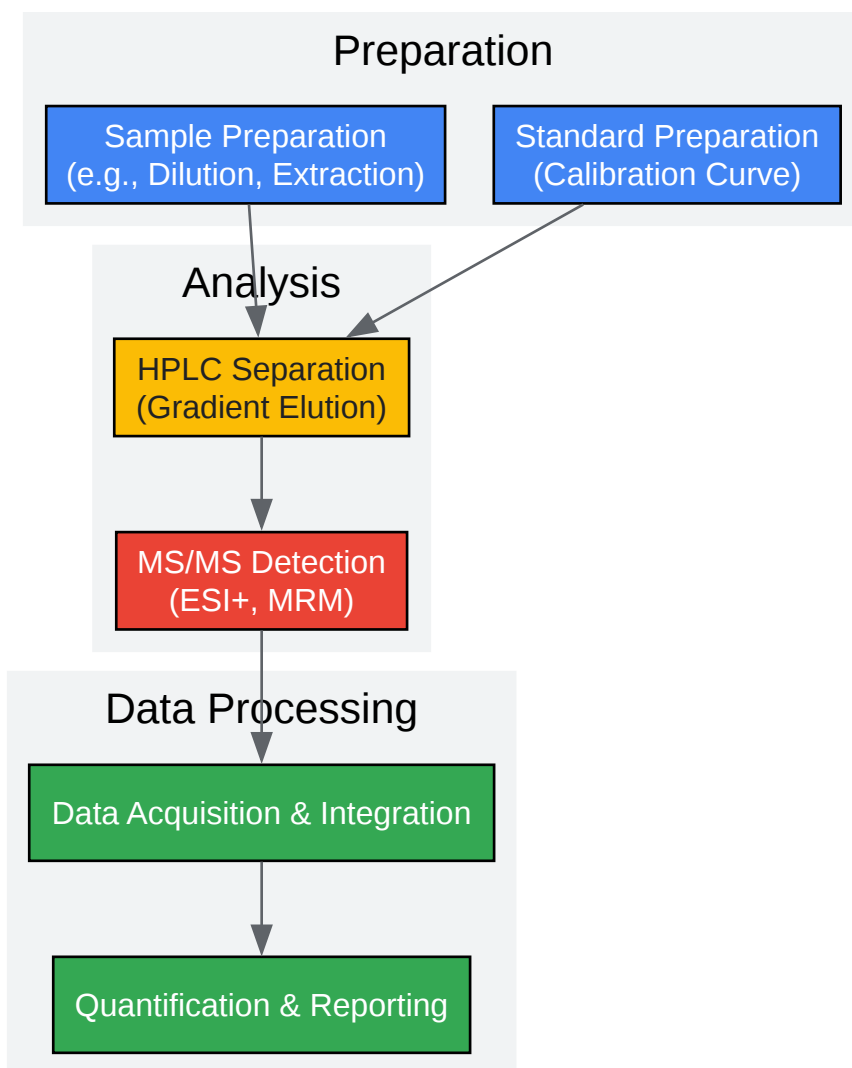 Preparation
Sample Preparation
(e.g., Dilution, Extraction)
Standard Preparation
(Calibration Curve)
Analysis
HPLC Separation
(Gradient Elution)
MS/MS Detection
(ESI+, MRM)
Data Processing
Data Acquisition & Integration
Quantification & Reporting